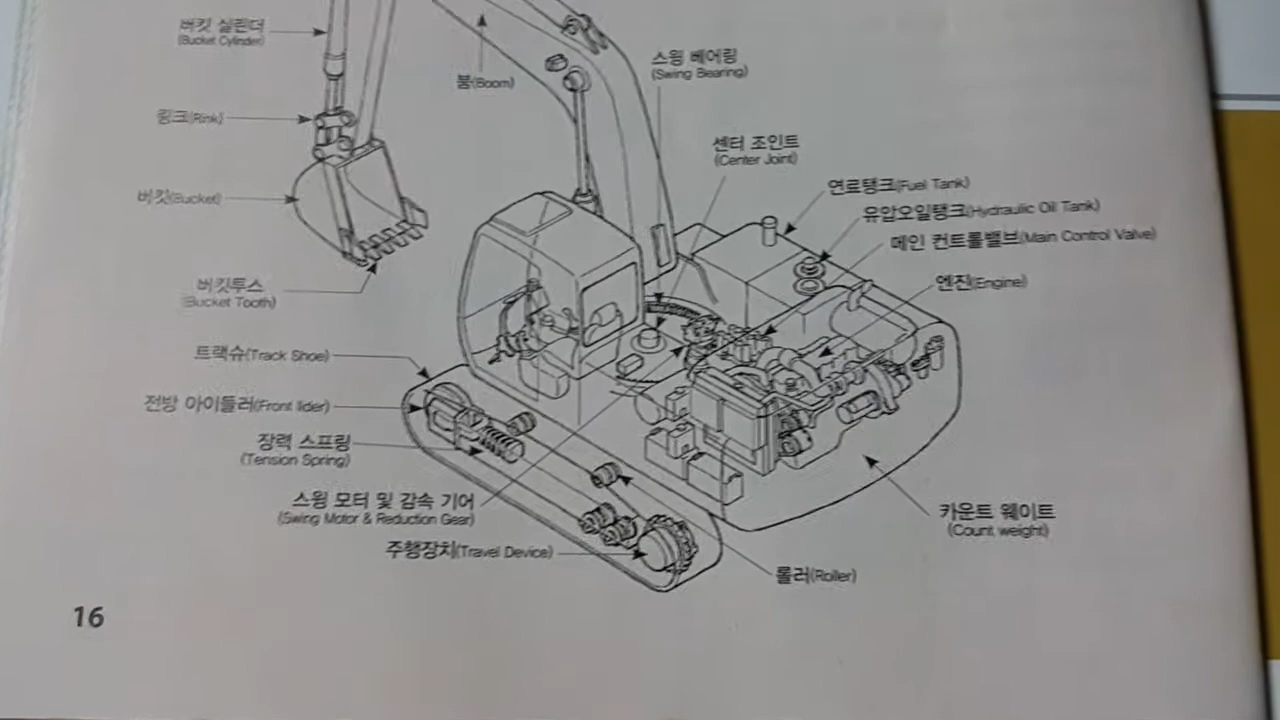 버킷 실린더
(Bucket Cylinder)
붐(Boom)
스윙 베어링
(Swing Bearing)
링크(Rink)
센터 조인트
(Center Joint)
버킷(Bucket)
연료탱크(Fuel Tank)
유압오일탱크(Hydraulic Oil Tank)
메인 컨트롤밸브(Main Control Valve)
버킷투스
(Bucket Tooth)
엔진(Engine)
트랙슈(Track Shoe)
전방 아이들러(Front Ilder)
장력 스프링
(Tension Spring)
스윙 모터 및 감속 기어
(Swing Motor & Reduction Gear)
카운트 웨이트
(Count weight)
주행장치(Travel Device)
롤러(Roller)
16